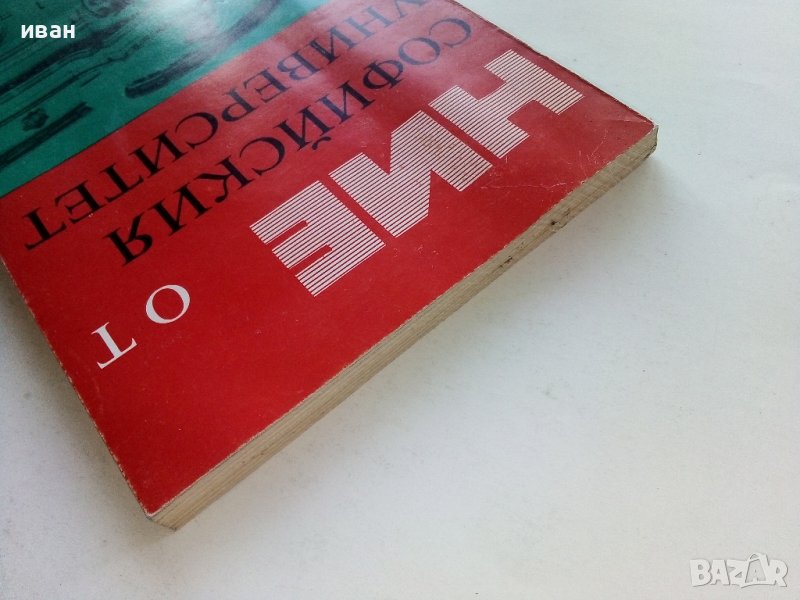 иван
НИЕ ОТ
СОФИЙСКИЯ
УНИВЕРСИТЕТ
BAZAR